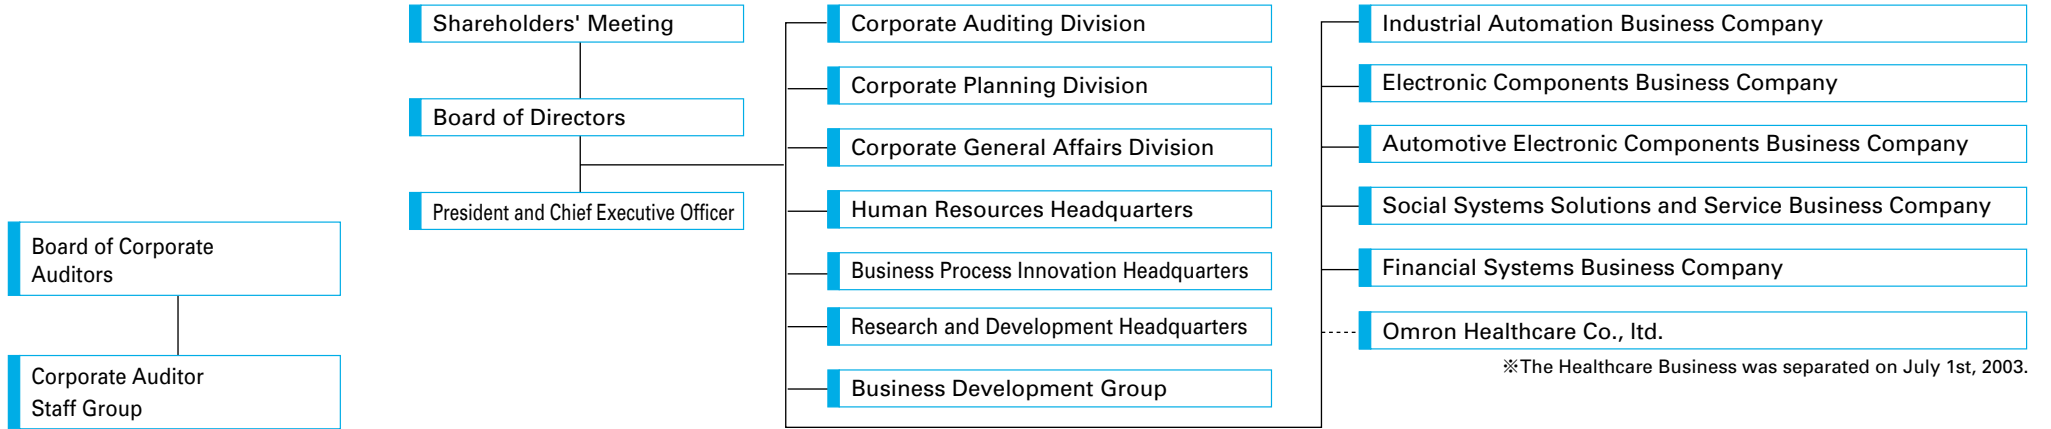 Shareholders' Meeting
Board of Directors
President and Chief Executive Officer
Board of Corporate
Auditors
Corporate Auditor
Staff Group
Corporate Auditing Division
Corporate Planning Division
Corporate General Affairs Division
Human Resources Headquarters
Business Process Innovation Headquarters
Research and Development Headquarters
Business Development Group
Industrial Automation Business Company
Electronic Components Business Company
Automotive Electronic Components Business Company
Social Systems Solutions and Service Business Company
Financial Systems Business Company
Omron Healthcare Co., ltd.
※The Healthcare Business was separated on July 1st, 2003.